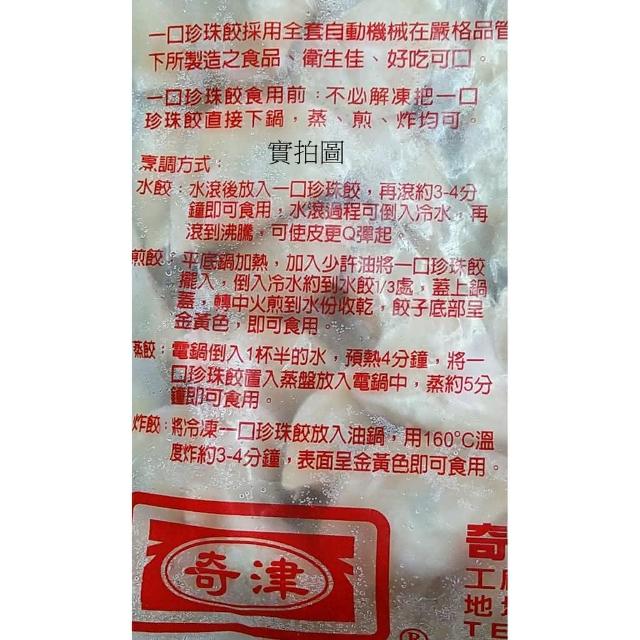 一口珍珠餃採用全套自動機械在嚴格品管
下所製造之食品、衛生佳、好吃可口。
一口珍珠餃食用前：不必解凍把一口
珍珠餃直接下鍋，蒸、煎、炸均可。
實拍圖
烹調方式：
水餃：水滾後放入一口珍珠餃，再滾約3-4分
鐘即可食用，水滾過程可倒入冷水，再
滾到沸騰，可使皮更Q彈起。
煎餃：平底鍋加熱，加入少許油將一口珍珠餃
擺入，倒入冷水約到水餃1/3處，蓋上鍋
蓋，轉中火煎到水份收乾，餃子底部呈
金黃色，即可食用。
蒸餃：電鍋倒入1杯半的水，預熱4分鐘，將一
口珍珠餃置入蒸盤放入電鍋中，蒸約5分
鐘即可食用。
炸餃：將冷凍一口珍珠餃放入油鍋，用160°C溫
度炸約3-4分鐘，表面呈金黃色即可食用。
奇津
®
奇
工
地
TE